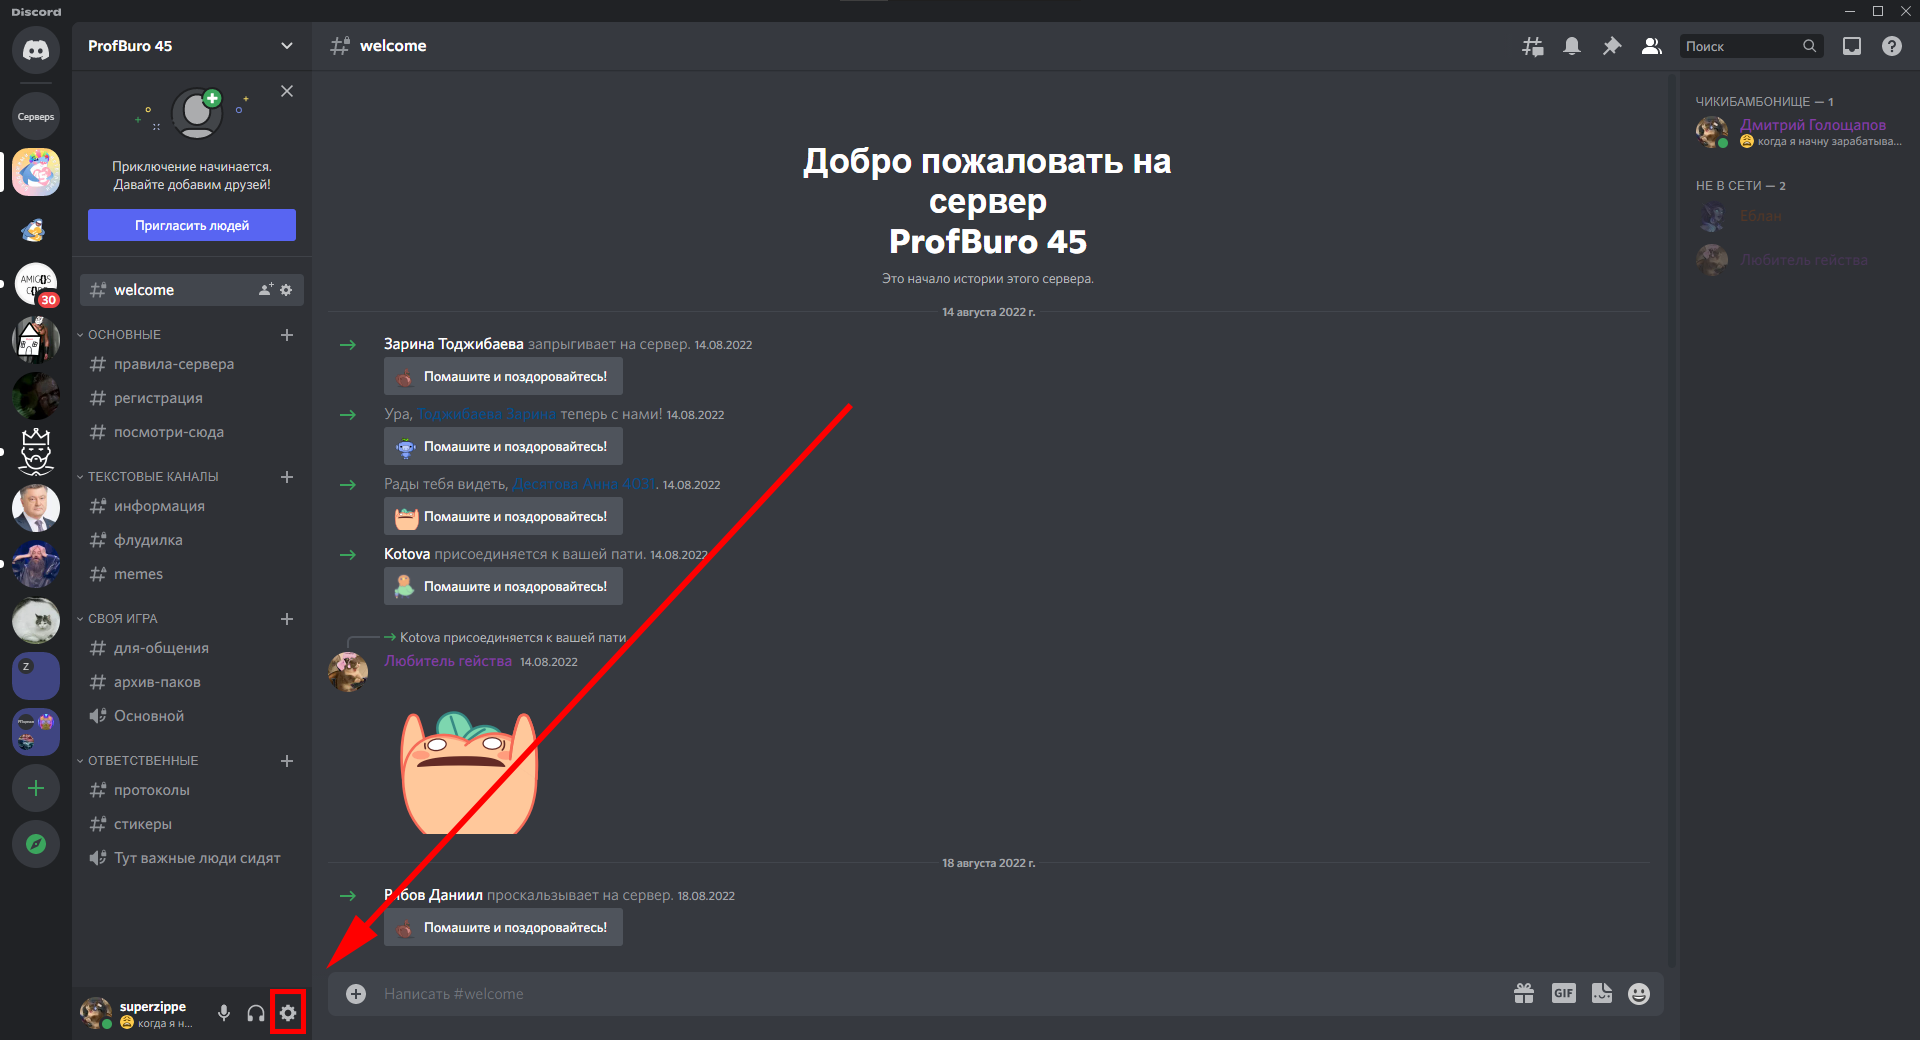 Discord
ProfBuro 45
welcome
Поиск
Серверs
Приключение начинается.
Давайте добавим друзей!
Пригласить людей
AMIGOS
30
Z
welcome
ОСНОВНЫЕ
правила-сервера
регистрация
посмотри-сюда
ТЕКСТОВЫЕ КАНАЛЫ
информация
флудилка
memes
СВОЯ ИГРА
для-общения
архив-паков
Основной
ОТВЕТСТВЕННЫЕ
протоколы
стикеры
Тут важные люди сидят
superzippe
когда я н...
Добро пожаловать на
сервер
ProfBuro 45
Это начало истории этого сервера.
14 августа 2022 г.
Зарина Тоджибаева запрыгивает на сервер. 14.08.2022
Помашите и поздоровайтесь!
Ура, Тоджибаева Зарина теперь с нами! 14.08.2022
Помашите и поздоровайтесь!
Рады тебя видеть, Десятова Анна 4031. 14.08.2022
Помашите и поздоровайтесь!
Kotova присоединяется к вашей пати. 14.08.2022
Помашите и поздоровайтесь!
Kotova присоединяется к вашей пати
Любитель гейства 14.08.2022
18 августа 2022 г.
Рябов Даниил проскальзывает на сервер. 18.08.2022
Помашите и поздоровайтесь!
Написать #welcome
GIF
ЧИКИБАМБОНИЩЕ — 1
Дмитрий Голощапов
когда я начну зарабатыва...
НЕ В СЕТИ — 2
Еблан
Любитель гейства